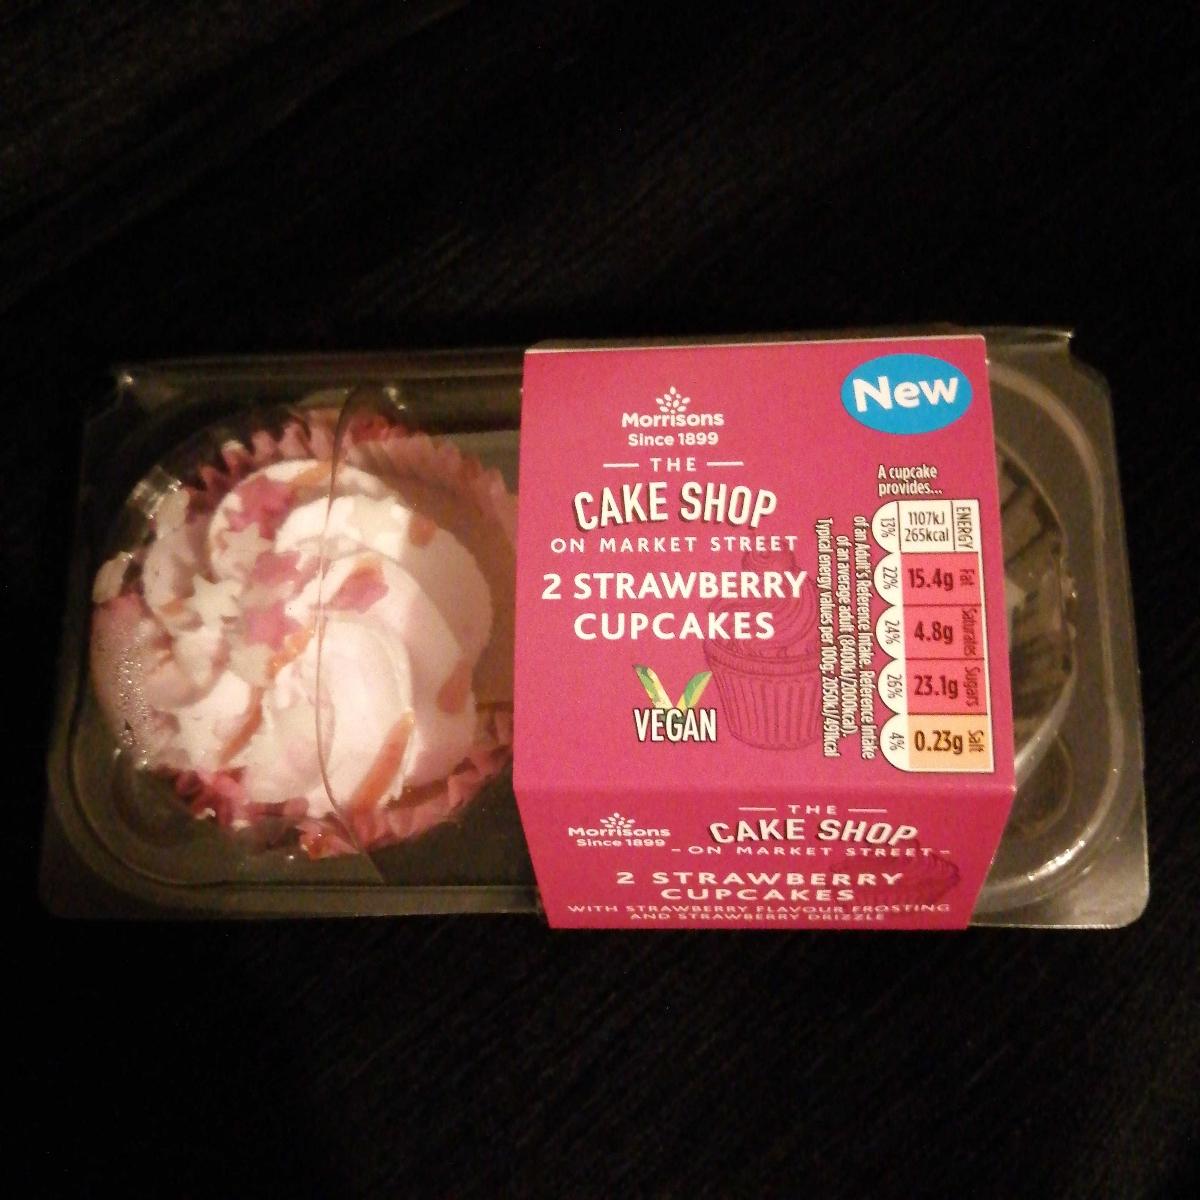 New
Morrisons
Since 1899
THE
CAKE SHOP
ON MARKET STREET
2 STRAWBERRY
CUPCAKES
VEGAN
A cupcake
provides...
ENERGY
1107kJ
265kcal
13%
Fat
15.4g
22%
Saturates
4.8g
24%
Sugars
23.1g
26%
Salt
0.23g
4%
of an Adult's Reference Intake. Reference Intake
of an average adult (8400kJ/2000kcal).
Typical energy values per 100g: 2050kJ/491kcal
Morrisons
Since 1899
THE
CAKE SHOP
- ON MARKET STREET -
2 STRAWBERRY
CUPCAKES
WITH STRAWBERRY FLAVOUR FROSTING
AND STRAWBERRY DRIZZLE